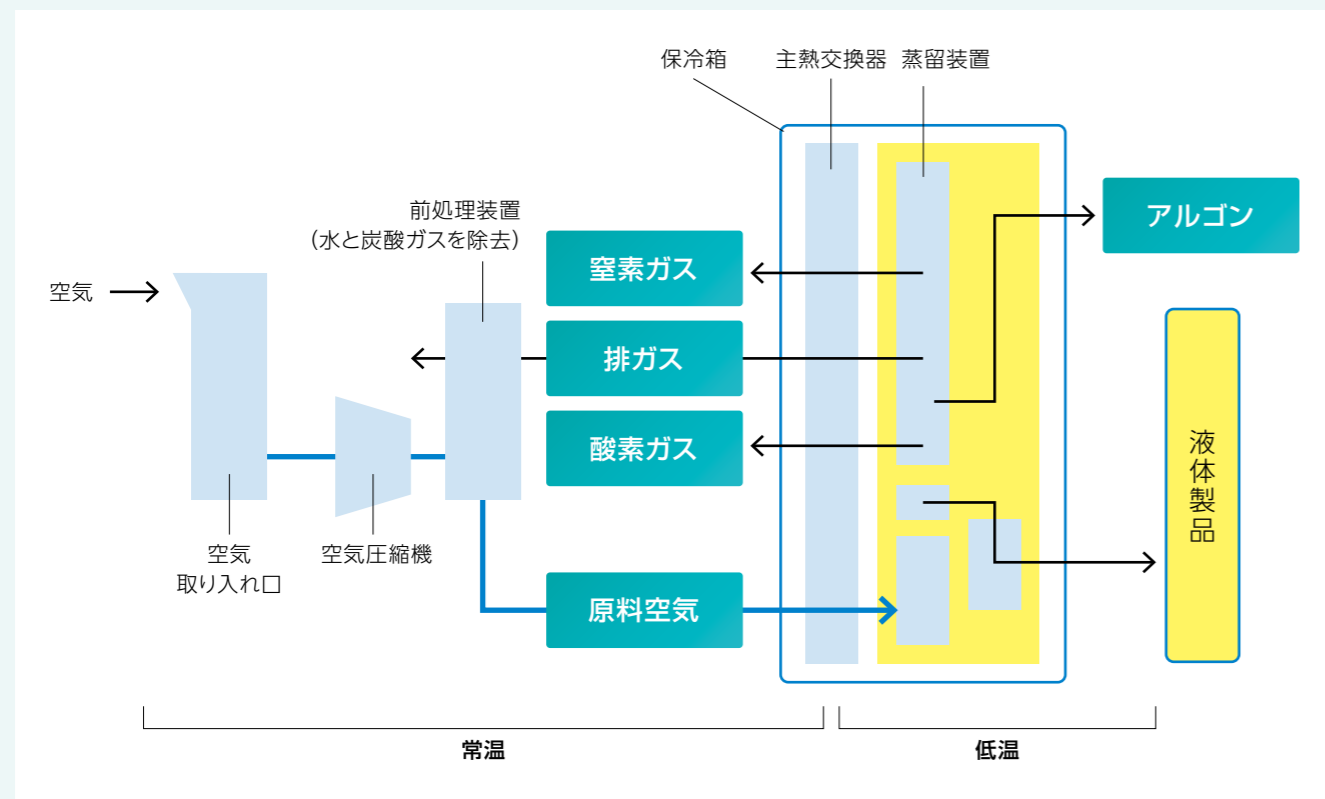 保冷箱
主熱交換器
蒸留装置
前処理装置
(水と炭酸ガスを除去)
アルゴン
窒素ガス
空気
排ガス
酸素ガス
液体製品
空気
取り入れ口
空気圧縮機
原料空気
常温
低温